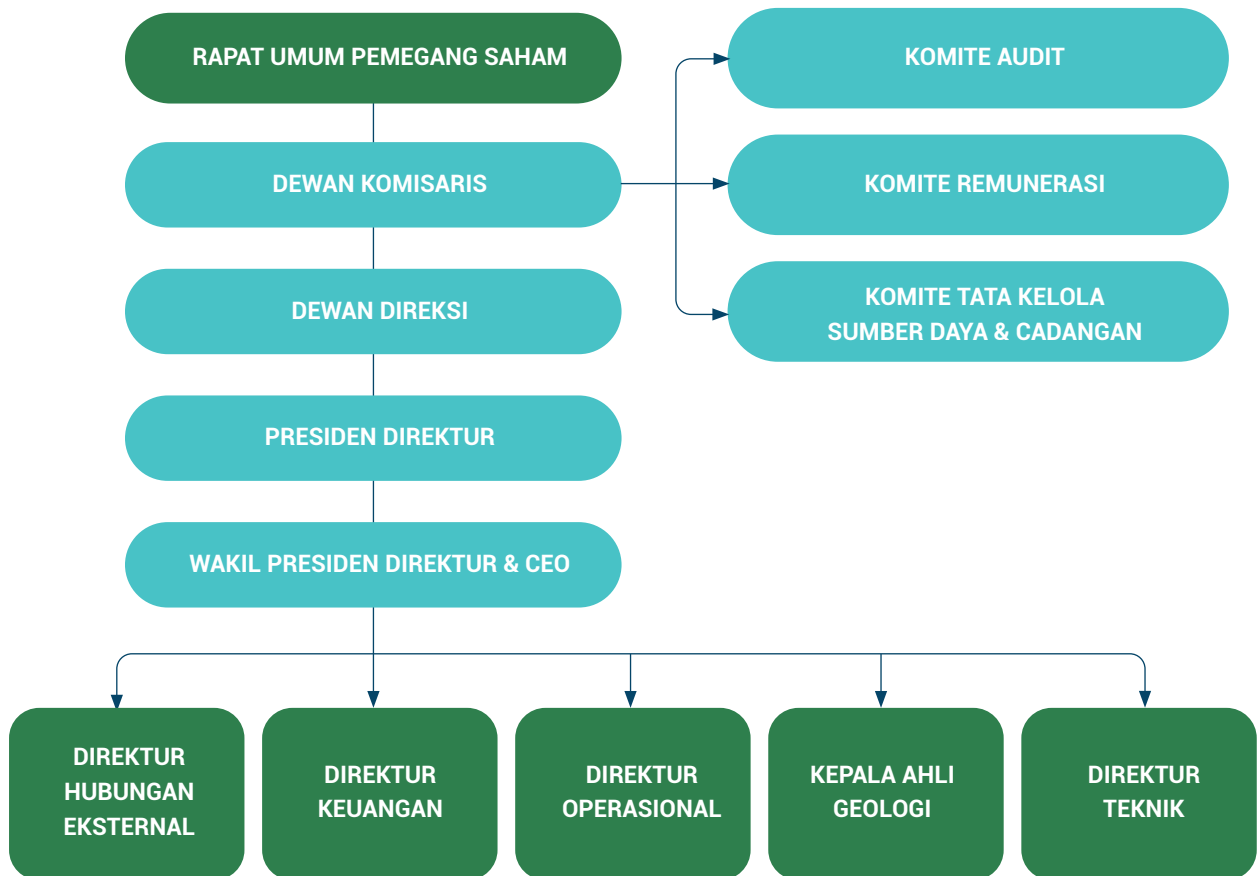 RAPAT UMUM PEMEGANG SAHAM
KOMITE AUDIT
DEWAN KOMISARIS
KOMITE REMUNERASI
DEWAN DIREKSI
KOMITE TATA KELOLA
SUMBER DAYA & CADANGAN
PRESIDEN DIREKTUR
WAKIL PRESIDEN DIREKTUR & CEO
DIREKTUR
HUBUNGAN
EKSTERNAL
DIREKTUR
KEUANGAN
DIREKTUR
OPERASIONAL
KEPALA AHLI
GEOLOGI
DIREKTUR
TEKNIK